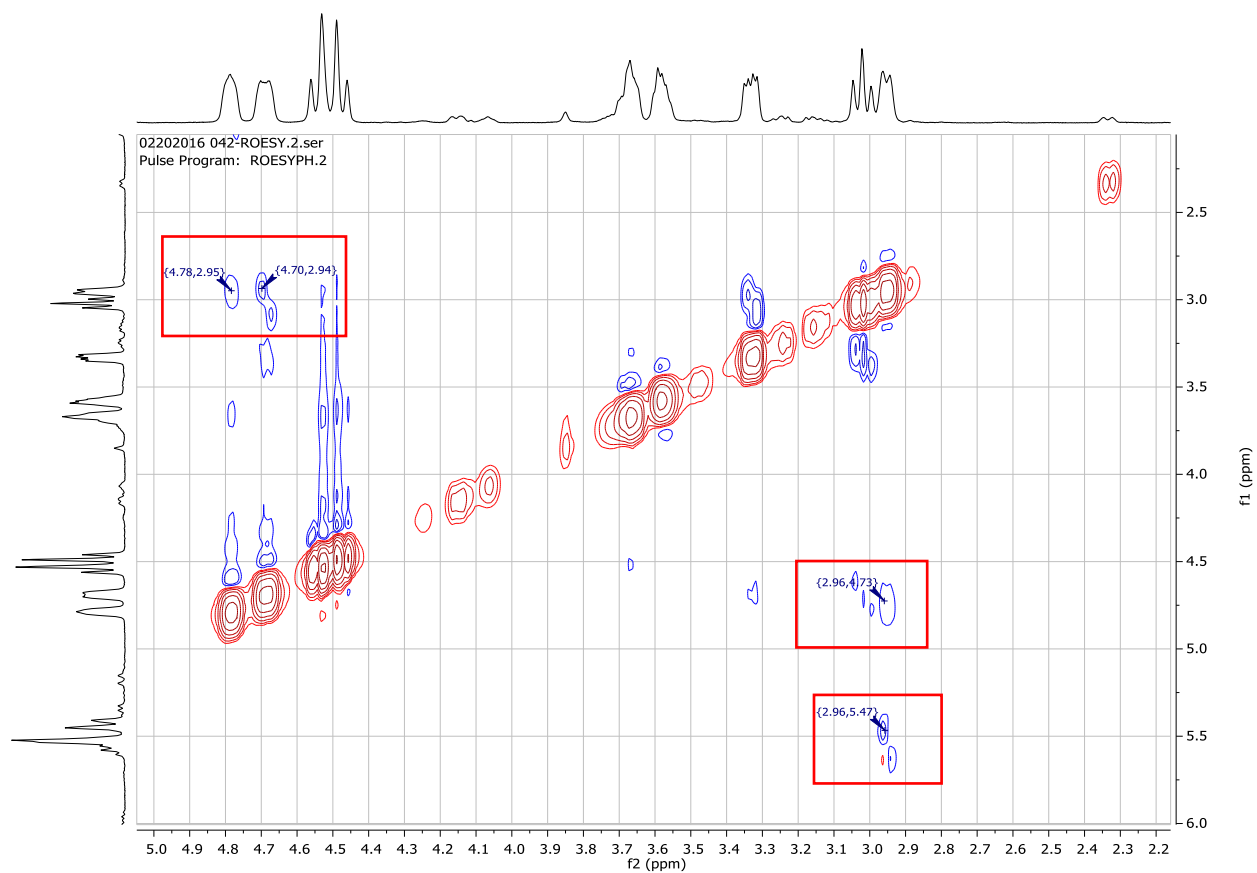 02202016 042-ROESY.2.ser
Pulse Program: ROESYPH.2
{4.78,2.95}
{4.70,2.94}
{2.96,4.73}
{2.96,5.47}
2.5
3.0
3.5
4.0
4.5
5.0
5.5
6.0
f1 (ppm)
5.0 4.9 4.8 4.7 4.6 4.5 4.4 4.3 4.2 4.1 4.0 3.9 3.8 3.7 3.6 3.5 3.4 3.3 3.2 3.1 3.0 2.9 2.8 2.7 2.6 2.5 2.4 2.3 2.2
f2 (ppm)